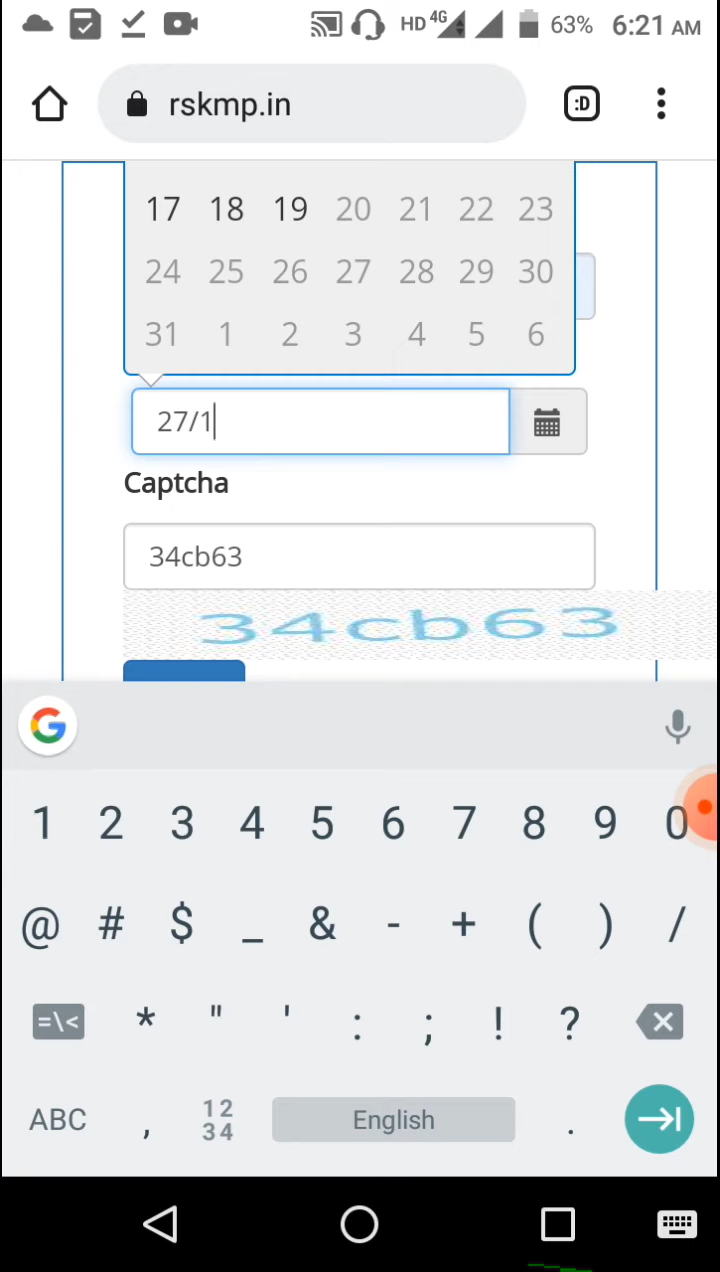 HD 4G 63% 6:21 AM
rskmp.in :D
17 18 19 20 21 22 23
24 25 26 27 28 29 30
31 1 2 3 4 5 6
27/1
Captcha
34cb63
34cb63
G
1 2 3 4 5 6 7 8 9 0
@ # $ _ & - + ( ) /
=\< * " ' : ; ! ?
ABC , 12 34 English .